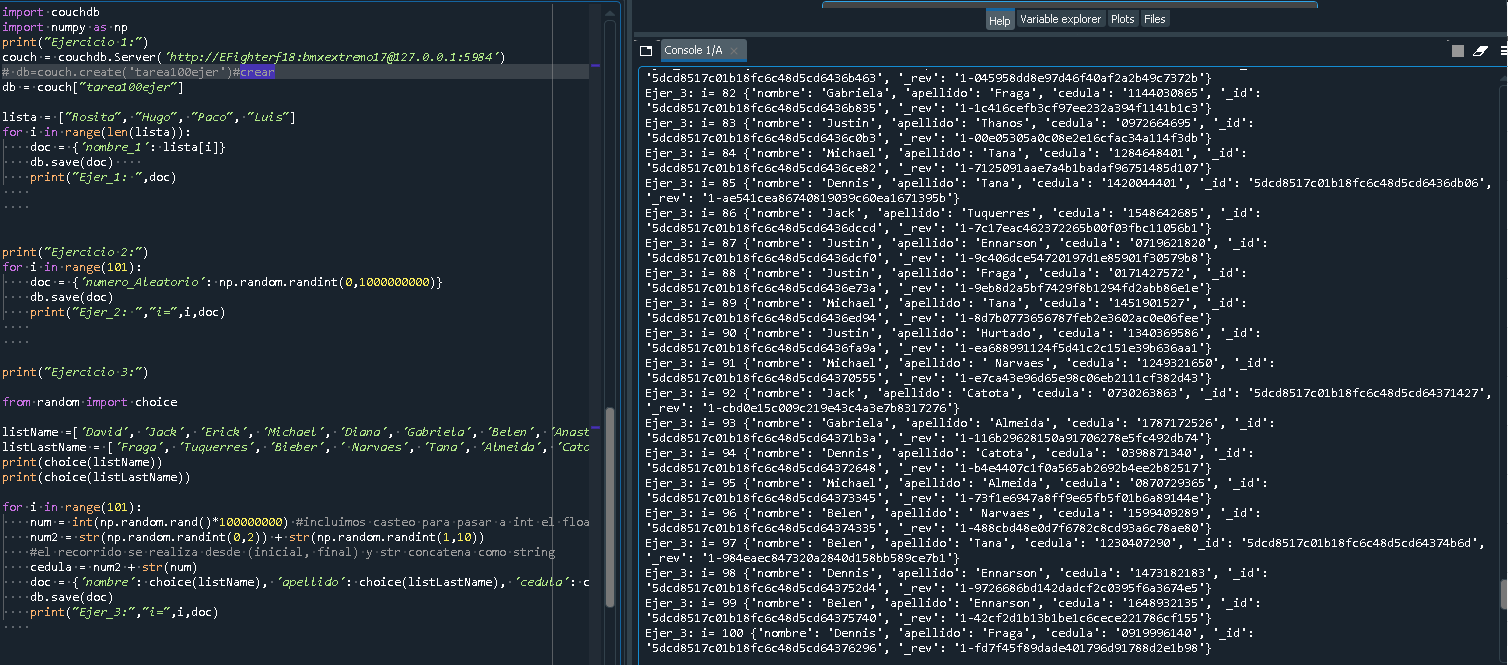 import couchdb
import numpy as np
print("Ejercicio 1:")
couch = couchdb.Server('http://EFighterf18:bmxextremo17@127.0.0.1:5984')
# db=couch.create('tarea100ejer')#crear
db = couch["tarea100ejer"]
lista = ["Rosita", "Hugo", "Paco", "Luis"]
for i in range(len(lista)):
doc = {'nombre_1': lista[i]}
db.save(doc)
print("Ejer_1: ",doc)
print("Ejercicio 2:")
for i in range(101):
doc = {'numero_Aleatorio': np.random.randint(0,1000000000)}
db.save(doc)
print("Ejer_2: ","i=",i,doc)
print("Ejercicio 3:")
from random import choice
listName =['David', 'Jack', 'Erick', 'Michael', 'Diana', 'Gabriela', 'Belen', 'Anast
listLastName = ['Fraga', 'Tuquerres', 'Bieber', ' Narvaes', 'Tana', 'Almeida', 'Cato
print(choice(listName))
print(choice(listLastName))
for i in range(101):
num = int(np.random.rand()*100000000) #incluimos casteo para pasar a int el floa
num2 = str(np.random.randint(0,2)) + str(np.random.randint(1,10))
#el recorrido se realiza desde (inicial, final) y str concatena como string
cedula = num2 + str(num)
doc = {'nombre': choice(listName), 'apellido': choice(listLastName), 'cedula': c
db.save(doc)
print("Ejer_3:","i=",i,doc)
Help Variable explorer Plots Files
Console 1/A
'5dcd8517c01b18fc6c48d5cd6436b463', '_rev': '1-045958dd8e97d46f40af2a2b49c7372b'}
Ejer_3: i= 82 {'nombre': 'Gabriela', 'apellido': 'Fraga', 'cedula': '1144030865', '_id':
'5dcd8517c01b18fc6c48d5cd6436b835', '_rev': '1-1c416cefb3cf97ee232a394f1141b1c3'}
Ejer_3: i= 83 {'nombre': 'Justin', 'apellido': 'Thanos', 'cedula': '0972664695', '_id':
'5dcd8517c01b18fc6c48d5cd6436c0b3', '_rev': '1-00e05305a0c08e2e16cfac34a114f3db'}
Ejer_3: i= 84 {'nombre': 'Michael', 'apellido': 'Tana', 'cedula': '1284648401', '_id':
'5dcd8517c01b18fc6c48d5cd6436ce82', '_rev': '1-7125091aae7a4b1badaf96751485d107'}
Ejer_3: i= 85 {'nombre': 'Dennis', 'apellido': 'Tana', 'cedula': '1420044401', '_id': '5dcd8517c01b18fc6c48d5cd6436db06',
'_rev': '1-ae541cea86740819039c60ea1671395b'}
Ejer_3: i= 86 {'nombre': 'Jack', 'apellido': 'Tuquerres', 'cedula': '1548642685', '_id':
'5dcd8517c01b18fc6c48d5cd6436dccd', '_rev': '1-7c17eac462372265b00f03fbc11056b1'}
Ejer_3: i= 87 {'nombre': 'Justin', 'apellido': 'Ennarson', 'cedula': '0719621820', '_id':
'5dcd8517c01b18fc6c48d5cd6436dcf0', '_rev': '1-9c406dce54720197d1e85901f30579b8'}
Ejer_3: i= 88 {'nombre': 'Justin', 'apellido': 'Fraga', 'cedula': '0171427572', '_id':
'5dcd8517c01b18fc6c48d5cd6436e73a', '_rev': '1-9eb8d2a5bf7429f8b1294fd2abb86e1e'}
Ejer_3: i= 89 {'nombre': 'Michael', 'apellido': 'Tana', 'cedula': '1451901527', '_id':
'5dcd8517c01b18fc6c48d5cd6436ed94', '_rev': '1-8d7b0773656787feb2e3602ac0e06fee'}
Ejer_3: i= 90 {'nombre': 'Justin', 'apellido': 'Hurtado', 'cedula': '1340369586', '_id':
'5dcd8517c01b18fc6c48d5cd6436fa9a', '_rev': '1-ea688991124f5d41c2c151e39b636aa1'}
Ejer_3: i= 91 {'nombre': 'Michael', 'apellido': ' Narvaes', 'cedula': '1249321650', '_id':
'5dcd8517c01b18fc6c48d5cd64370555', '_rev': '1-e7ca43e96d65e98c06eb2111cf382d43'}
Ejer_3: i= 92 {'nombre': 'Jack', 'apellido': 'Catota', 'cedula': '0730263863', '_id': '5dcd8517c01b18fc6c48d5cd64371427',
'_rev': '1-cbd0e15c009c219e43c4a3e7b8317276'}
Ejer_3: i= 93 {'nombre': 'Gabriela', 'apellido': 'Almeida', 'cedula': '1787172526', '_id':
'5dcd8517c01b18fc6c48d5cd64371b3a', '_rev': '1-116b29628150a91706278e5fc492db74'}
Ejer_3: i= 94 {'nombre': 'Dennis', 'apellido': 'Catota', 'cedula': '0398871340', '_id':
'5dcd8517c01b18fc6c48d5cd64372648', '_rev': '1-b4e4407c1f0a565ab2692b4ee2b82517'}
Ejer_3: i= 95 {'nombre': 'Michael', 'apellido': 'Almeida', 'cedula': '0870729365', '_id':
'5dcd8517c01b18fc6c48d5cd64373345', '_rev': '1-73f1e6947a8ff9e65fb5f01b6a89144e'}
Ejer_3: i= 96 {'nombre': 'Belen', 'apellido': ' Narvaes', 'cedula': '1599409289', '_id':
'5dcd8517c01b18fc6c48d5cd64374335', '_rev': '1-488cbd48e0d7f6782c8cd93a6c78ae80'}
Ejer_3: i= 97 {'nombre': 'Belen', 'apellido': 'Tana', 'cedula': '1230407290', '_id': '5dcd8517c01b18fc6c48d5cd64374b6d',
'_rev': '1-984eaec847320a2840d158bb589ce7b1'}
Ejer_3: i= 98 {'nombre': 'Dennis', 'apellido': 'Ennarson', 'cedula': '1473182183', '_id':
'5dcd8517c01b18fc6c48d5cd643752d4', '_rev': '1-9726686bd142dadcf2c0395f6a3674e5'}
Ejer_3: i= 99 {'nombre': 'Belen', 'apellido': 'Ennarson', 'cedula': '1648932135', '_id':
'5dcd8517c01b18fc6c48d5cd64375740', '_rev': '1-42cf2d1b13b1be1c6cece221786cf155'}
Ejer_3: i= 100 {'nombre': 'Dennis', 'apellido': 'Fraga', 'cedula': '0919996140', '_id':
'5dcd8517c01b18fc6c48d5cd64376296', '_rev': '1-fd7f45f89dade401796d91788d2e1b98'}